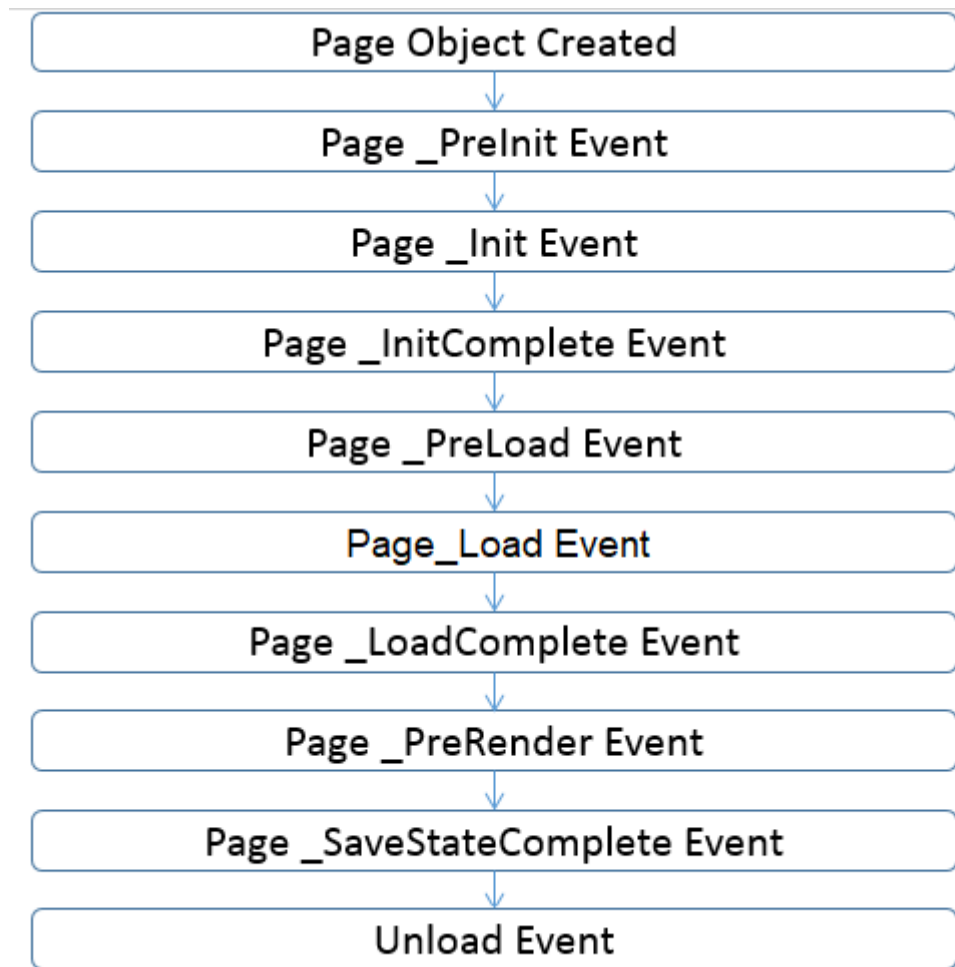 Page Object Created
Page _PreInit Event
Page _Init Event
Page _InitComplete Event
Page _PreLoad Event
Page_Load Event
Page _LoadComplete Event
Page _PreRender Event
Page _SaveStateComplete Event
Unload Event